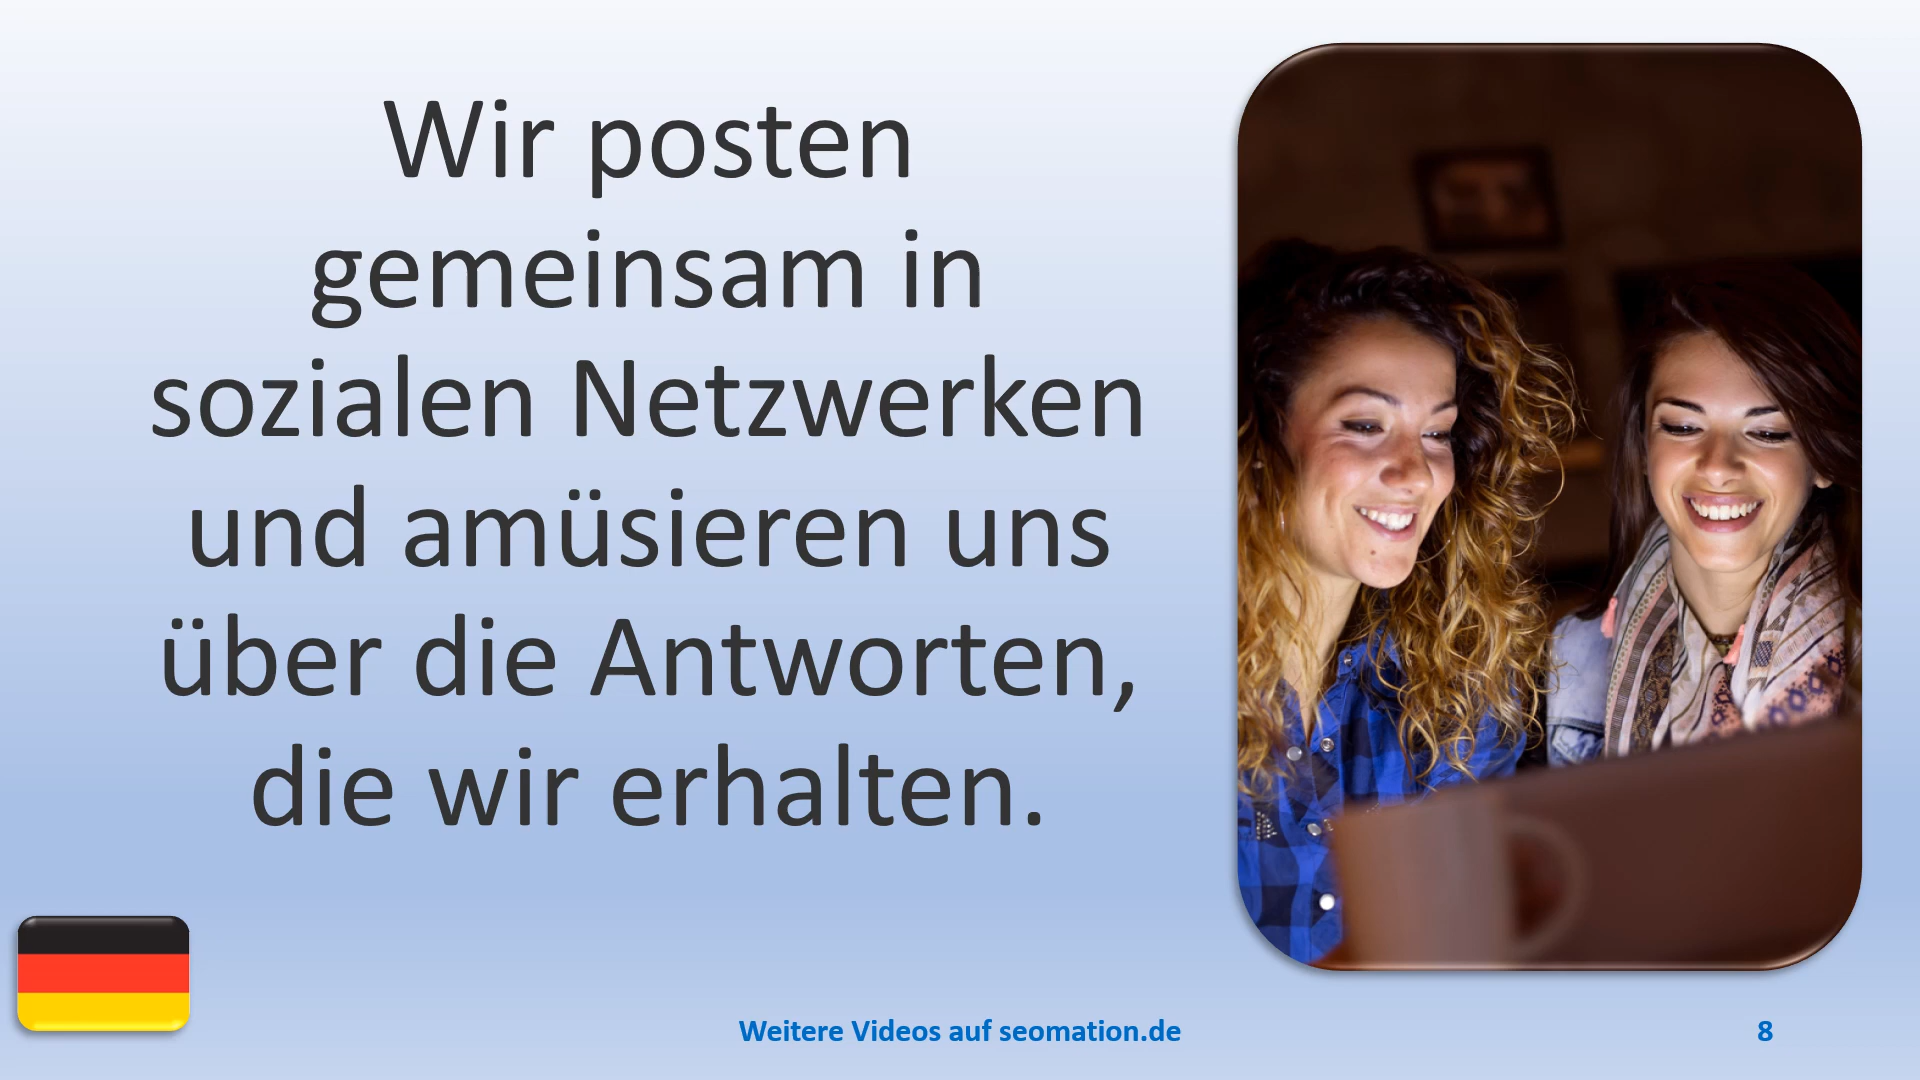 Wir posten
gemeinsam in
sozialen Netzwerken
und amüsieren uns
über die Antworten,
die wir erhalten.
Weitere Videos auf seomation.de
8